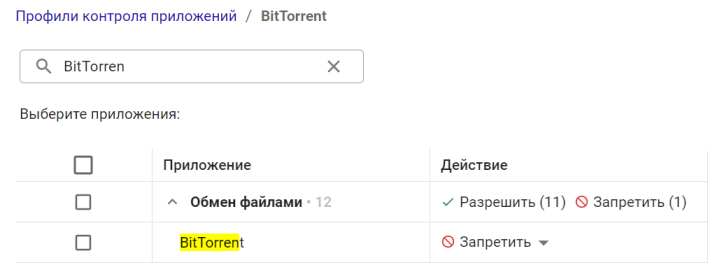 Профили контроля приложений / BitTorrent
BitTorren
Выберите приложения:
Приложение Действие
Обмен файлами • 12 Разрешить (11) Запретить (1)
BitTorrent Запретить